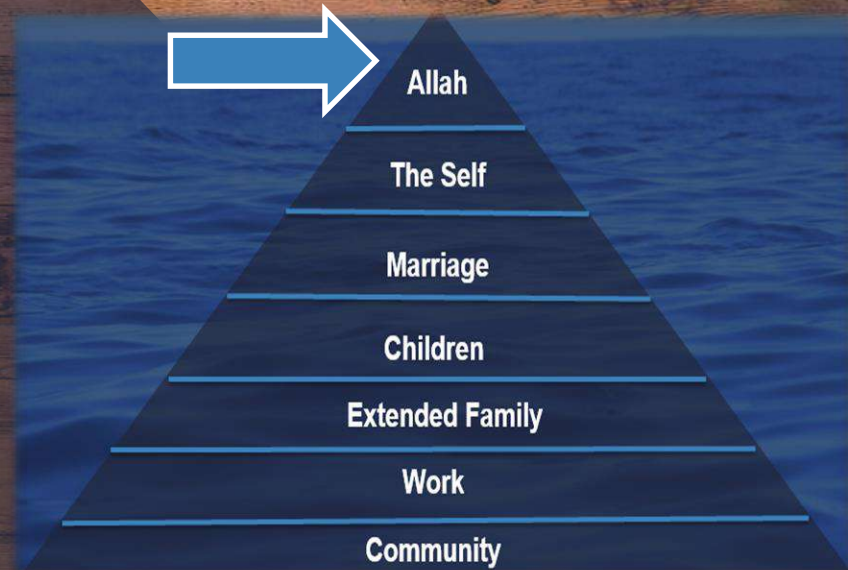 Allah
The Self
Marriage
Children
Extended Family
Work
Community